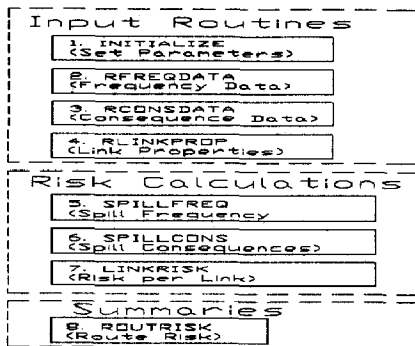 Input Routines
1. INITIALIZE
<Set Parameters>
2. RFREQDATA
<Frequency Data>
3. RCONSDATA
<Consequence Data>
4. RLINKPROP
<Link Properties>
Risk Calculations
5. SPILLFREQ
<Spill Frequency
6. SPILLCONS
<Spill Consequences>
7. LINKRISK
<Risk per Link>
Summaries
8. ROUTRISK
<Route Risk>